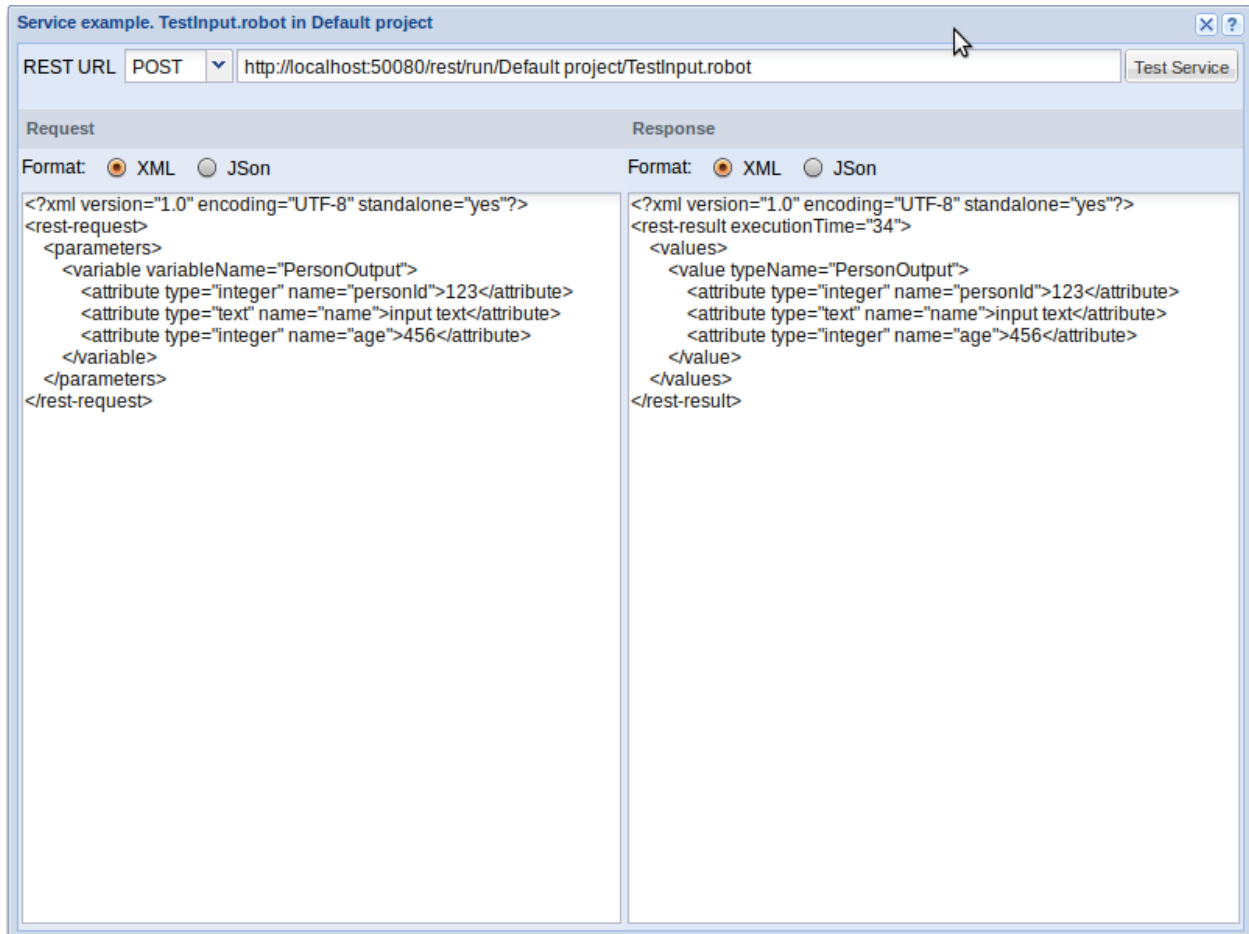 Service example. TestInput.robot in Default project
REST URL POST http://localhost:50080/rest/run/Default project/TestInput.robot Test Service
Request
Format: XML JSon
<?xml version="1.0" encoding="UTF-8" standalone="yes"?>
<rest-request>
<parameters>
<variable variableName="PersonOutput">
<attribute type="integer" name="personId">123</attribute>
<attribute type="text" name="name">input text</attribute>
<attribute type="integer" name="age">456</attribute>
</variable>
</parameters>
</rest-request>
Response
Format: XML JSon
<?xml version="1.0" encoding="UTF-8" standalone="yes"?>
<rest-result executionTime="34">
<values>
<value typeName="PersonOutput">
<attribute type="integer" name="personId">123</attribute>
<attribute type="text" name="name">input text</attribute>
<attribute type="integer" name="age">456</attribute>
</value>
</values>
</rest-result>